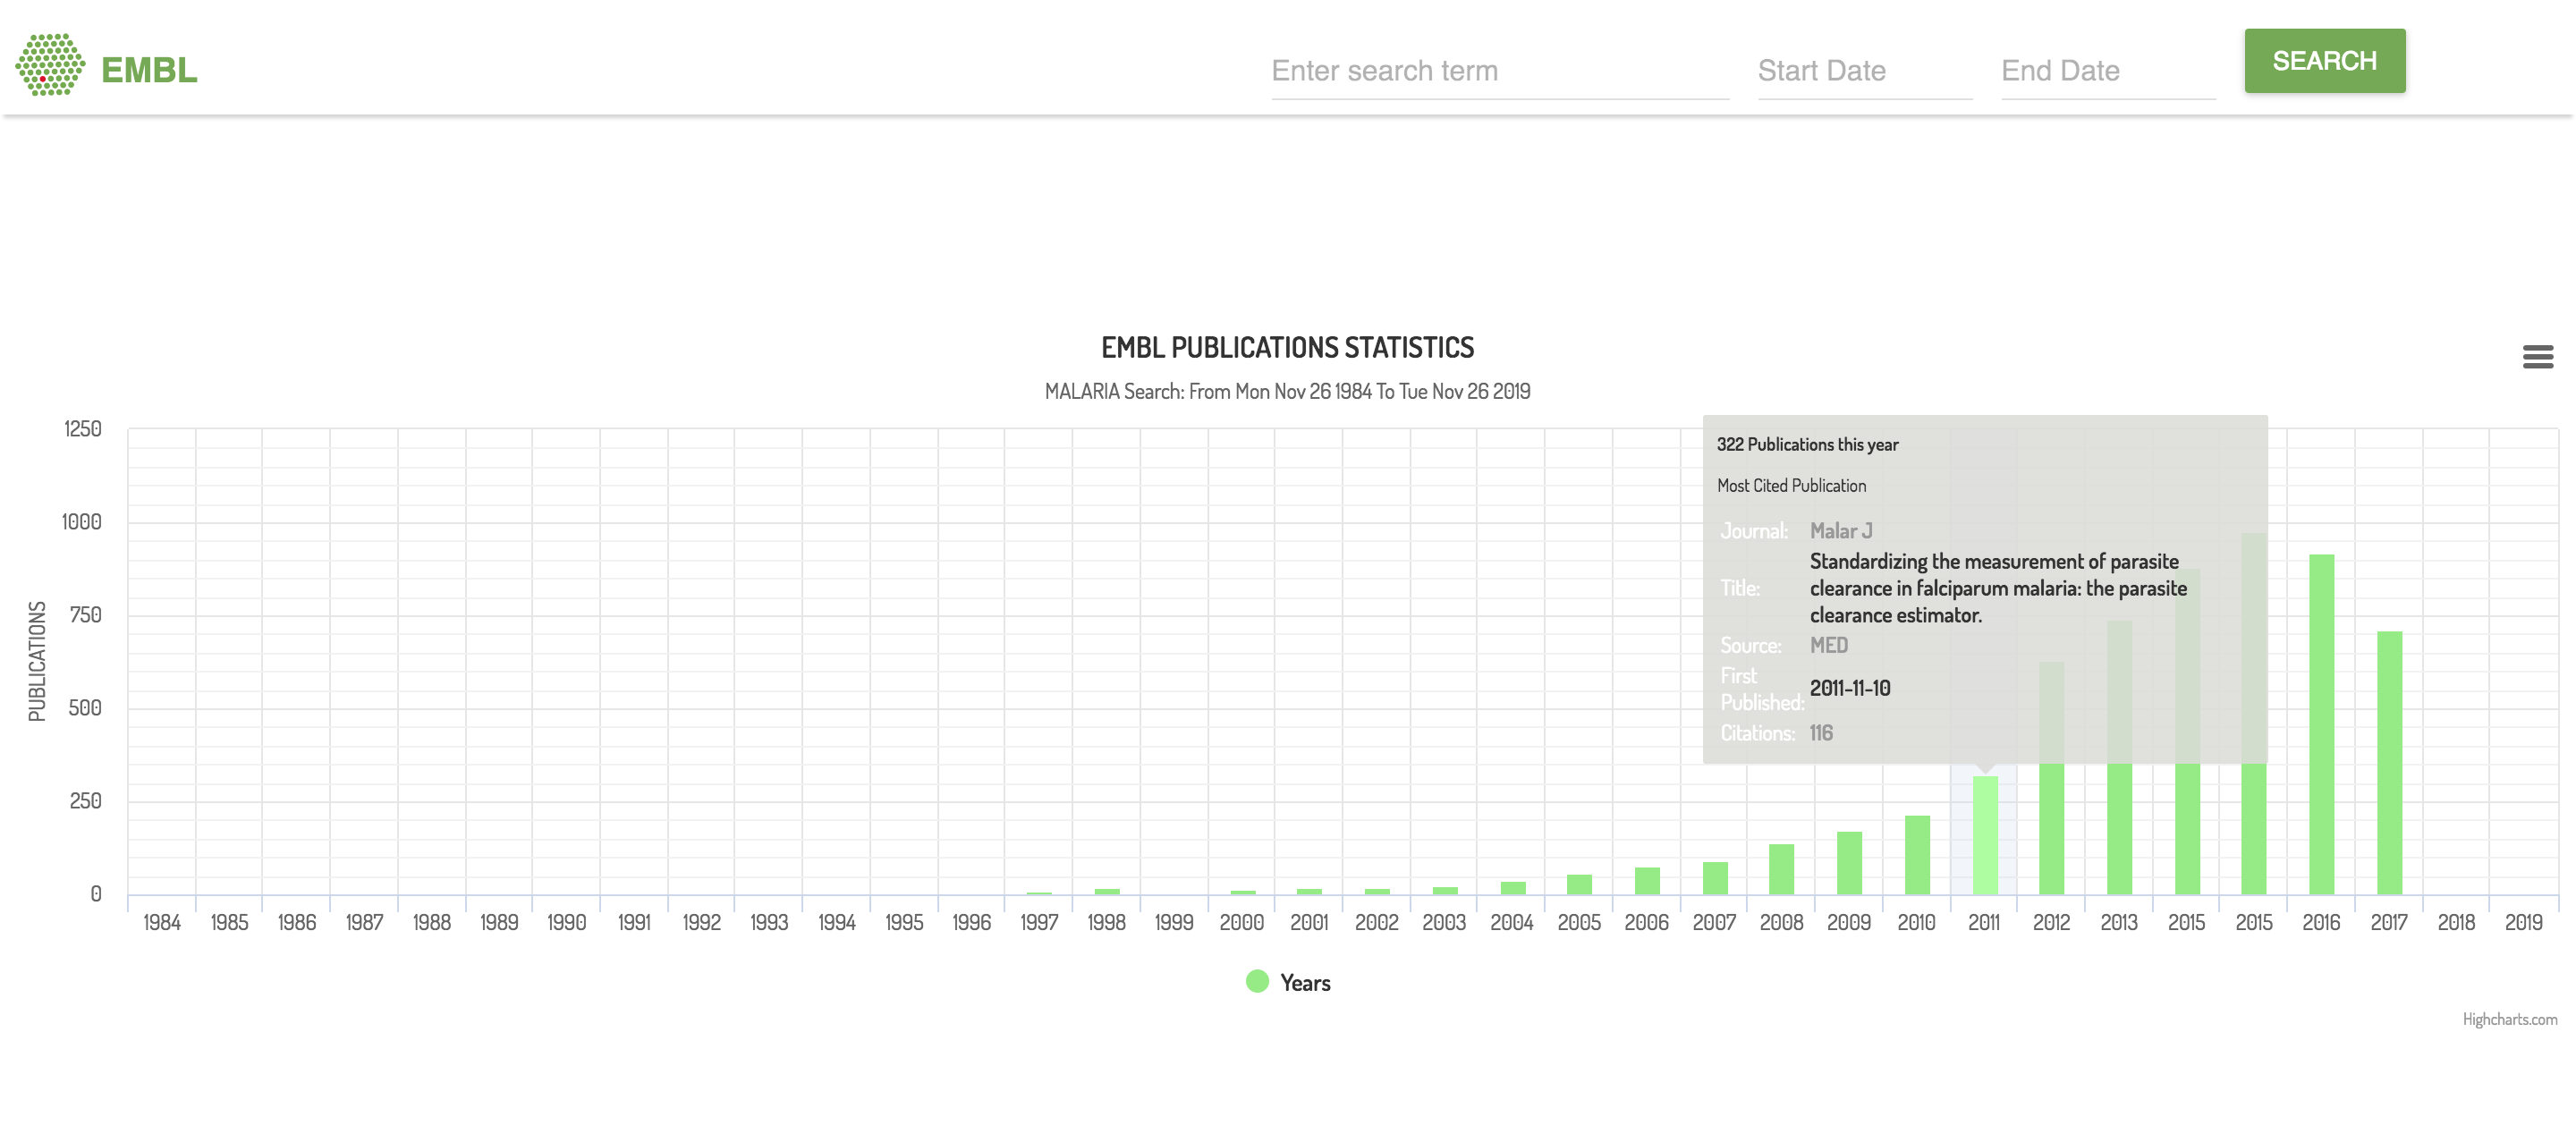 EMBL
Enter search term
Start Date
End Date
SEARCH
EMBL PUBLICATIONS STATISTICS
MALARIA Search: From Mon Nov 26 1984 To Tue Nov 26 2019
PUBLICATIONS
1250
1000
750
500
250
0
322 Publications this year
Most Cited Publication
Journal: Malar J
Title: Standardizing the measurement of parasite
clearance in falciparum malaria: the parasite
clearance estimator.
Source: MED
First
Published: 2011-11-10
Citations: 116
1984 1985 1986 1987 1988 1989 1990 1991 1992 1993 1994 1995 1996 1997 1998 1999 2000 2001 2002 2003 2004 2005 2006 2007 2008 2009 2010 2011 2012 2013 2015 2015 2016 2017 2018 2019
Years
Highcharts.com